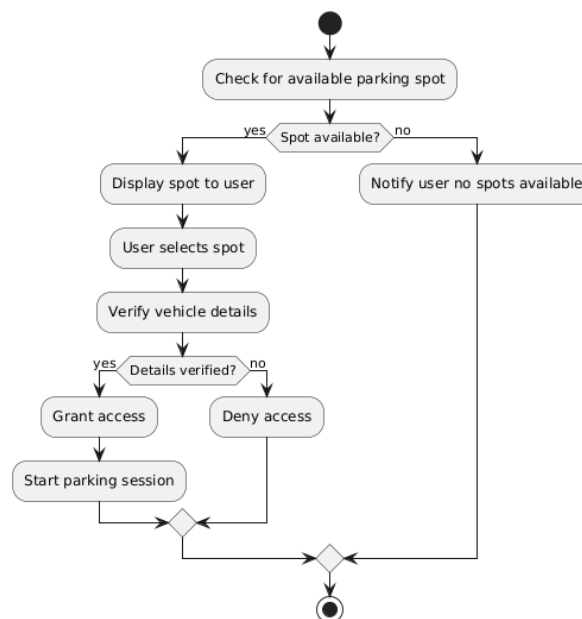 Check for available parking spot
yes
Spot available?
no
Display spot to user
Notify user no spots available
User selects spot
Verify vehicle details
yes
Details verified?
no
Grant access
Deny access
Start parking session